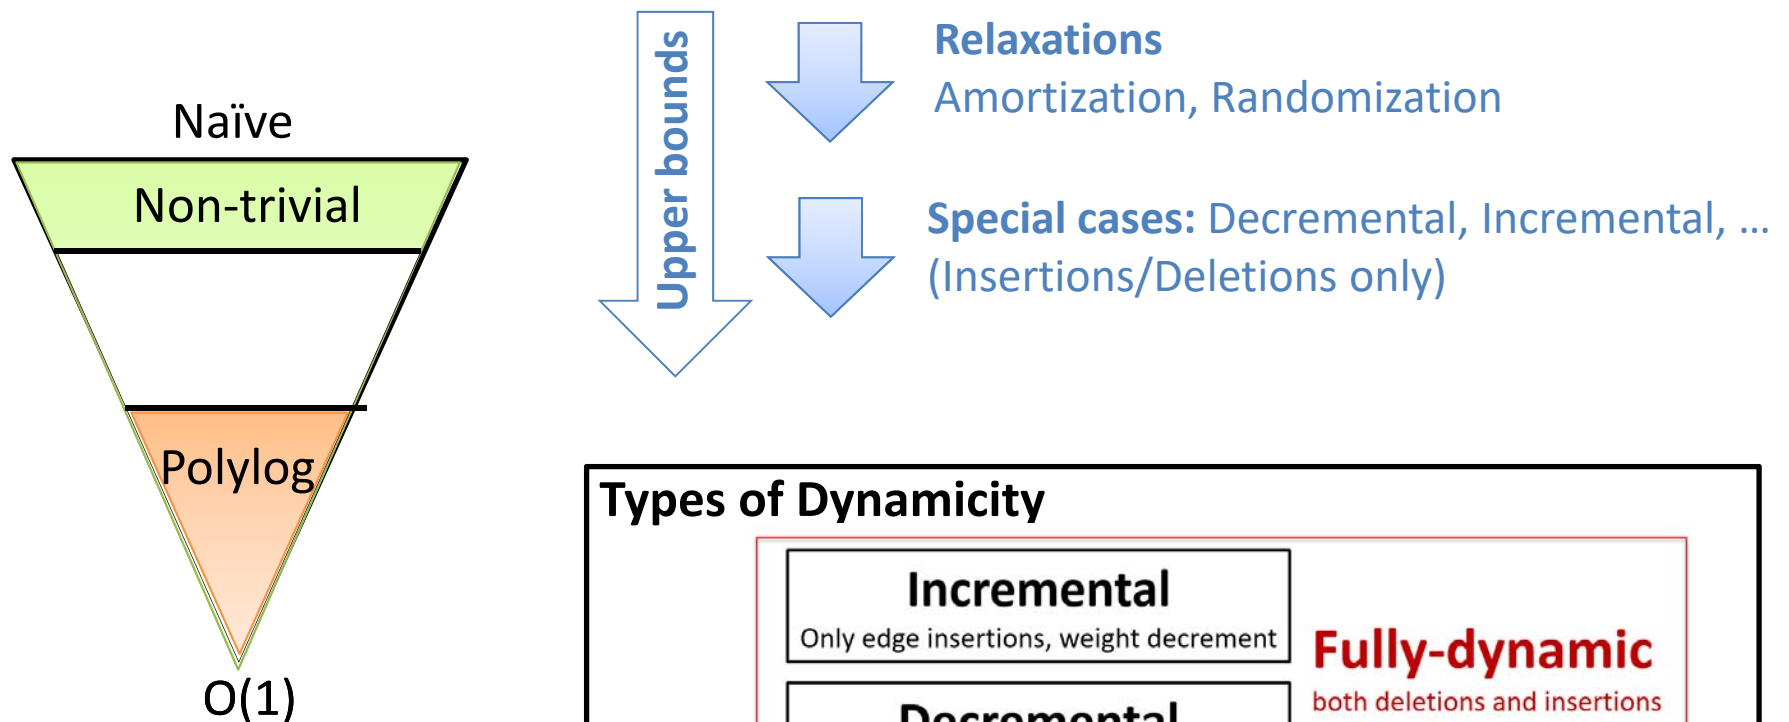 Naïve
Non-trivial
Polylog
O(1)
Upper bounds
Relaxations
Amortization, Randomization
Special cases: Decremental, Incremental, ...
(Insertions/Deletions only)
Types of Dynamicity
Incremental
Only edge insertions, weight decrement
Decremental
Fully-dynamic
both deletions and insertions